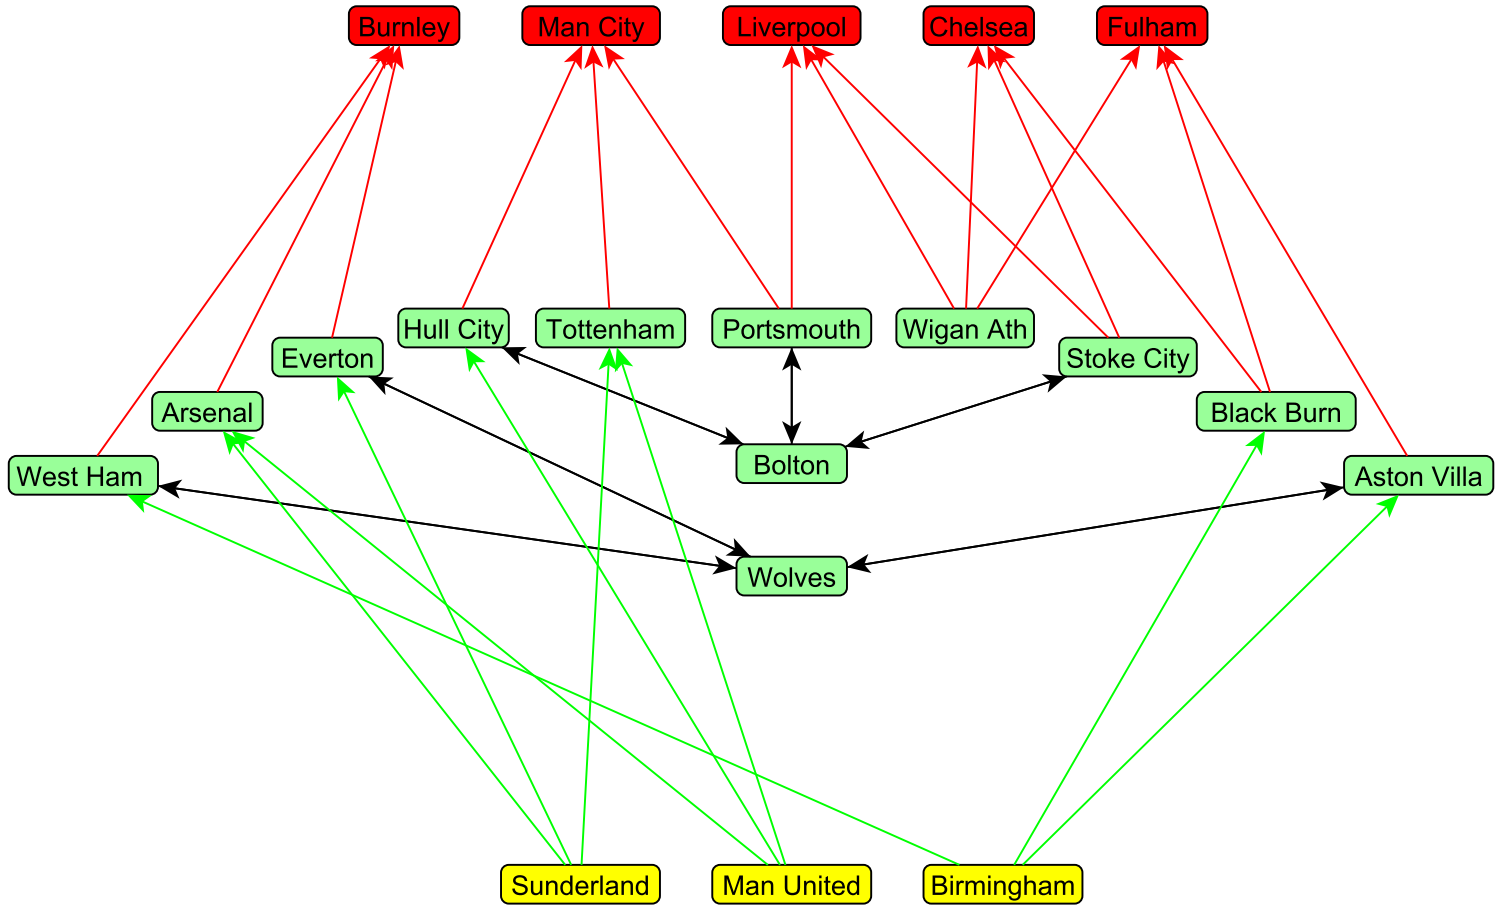 Burnley
Man City
Liverpool
Chelsea
Fulham
Hull City
Tottenham
Portsmouth
Wigan Ath
Everton
Stoke City
Arsenal
Black Burn
Bolton
West Ham
Aston Villa
Wolves
Sunderland
Man United
Birmingham